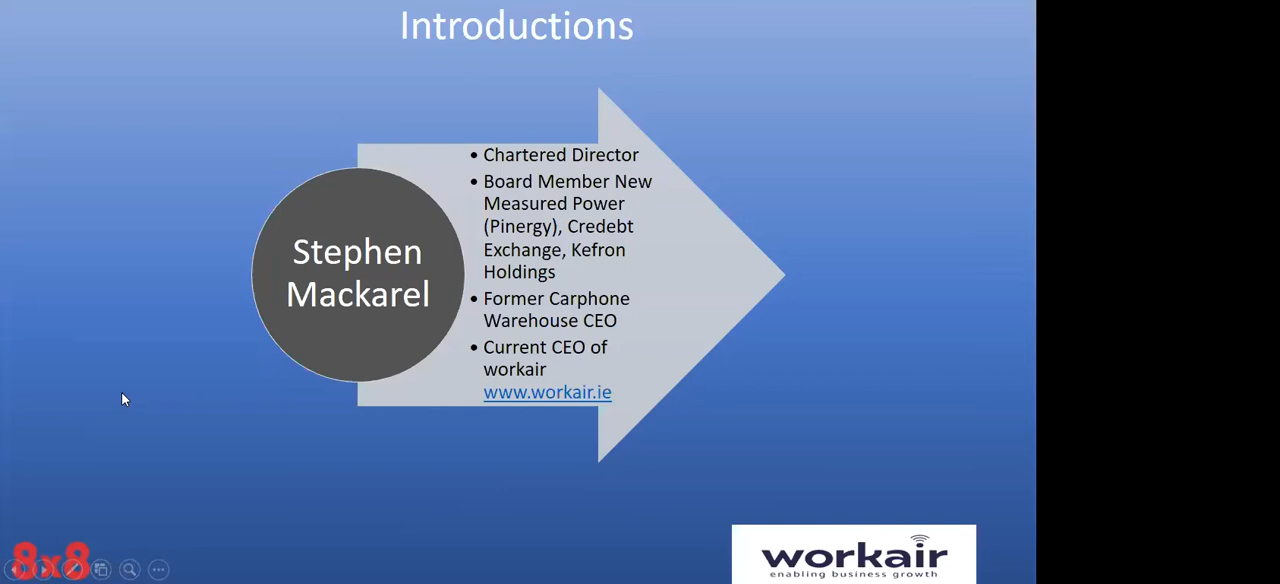 Introductions
Stephen
Mackarel
• Chartered Director
• Board Member New
Measured Power
(Pinergy), Credebt
Exchange, Kefron
Holdings
• Former Carphone
Warehouse CEO
• Current CEO of
workair
www.workair.ie
8x8
workair
enabling business growth